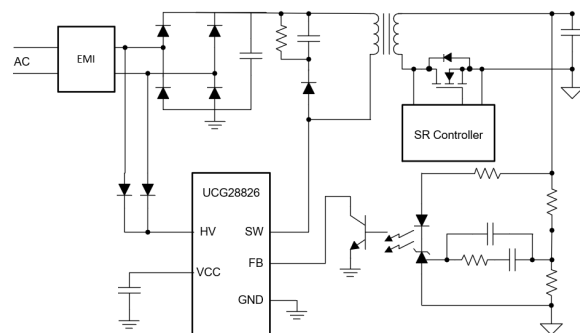 AC
EMI
SR Controller
UCG28826
HV
SW
VCC
FB
GND